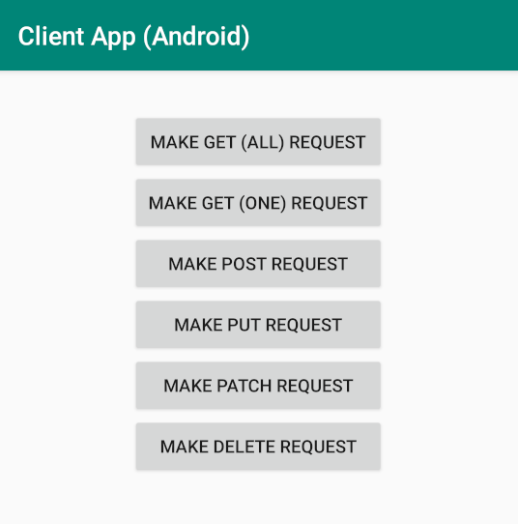 Client App (Android)
MAKE GET (ALL) REQUEST
MAKE GET (ONE) REQUEST
MAKE POST REQUEST
MAKE PUT REQUEST
MAKE PATCH REQUEST
MAKE DELETE REQUEST